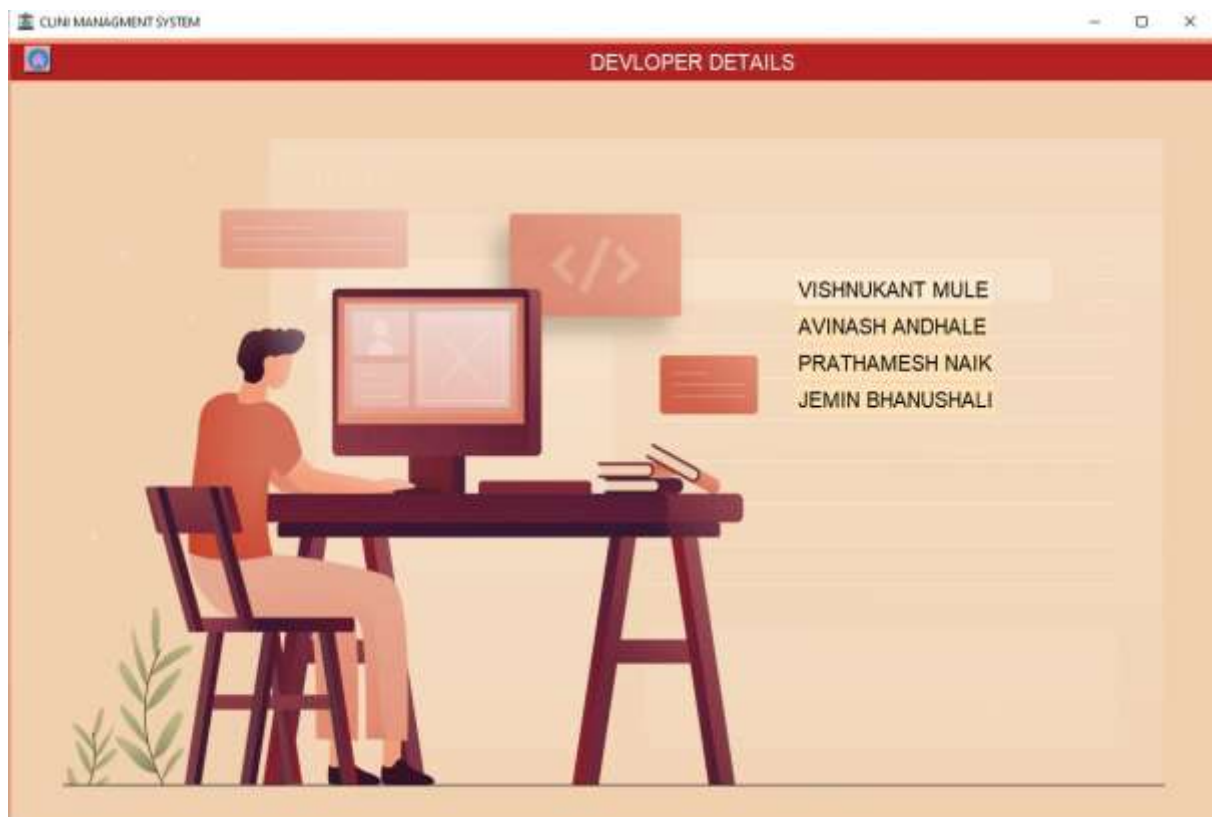 CLINI MANAGMENT SYSTEM
DEVLOPER DETAILS
</>
VISHNUKANT MULE
AVINASH ANDHALE
PRATHAMESH NAIK
JEMIN BHANUSHALI